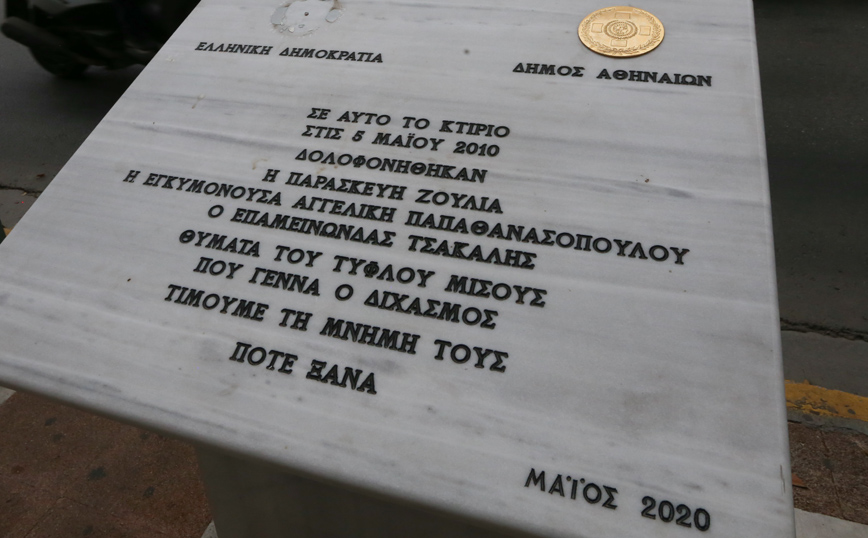 ΕΛΛΗΝΙΚΗ ΔΗΜΟΚΡΑΤΙΑ
ΔΗΜΟΣ ΑΘΗΝΑΙΩΝ
ΣΕ ΑΥΤΟ ΤΟ ΚΤΙΡΙΟ
ΣΤΙΣ 5 ΜΑΪΟΥ 2010
ΔΟΛΟΦΟΝΗΘΗΚΑΝ
Η ΠΑΡΑΣΚΕΥΗ ΖΟΥΛΙΑ
Η ΕΓΚΥΜΟΝΟΥΣΑ ΑΓΓΕΛΙΚΗ ΠΑΠΑΘΑΝΑΣΟΠΟΥΛΟΥ
Ο ΕΠΑΜΕΙΝΩΝΔΑΣ ΤΣΑΚΑΛΗΣ
ΘΥΜΑΤΑ ΤΟΥ ΤΥΦΛΟΥ ΜΙΣΟΥΣ
ΠΟΥ ΓΕΝΝΑ Ο ΔΙΧΑΣΜΟΣ
ΤΙΜΟΥΜΕ ΤΗ ΜΝΗΜΗ ΤΟΥΣ
ΠΟΤΕ ΞΑΝΑ
ΜΑΪΟΣ 2020